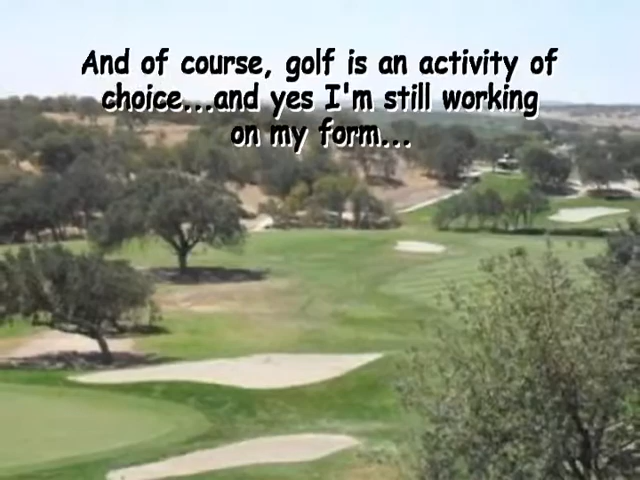 And of course, golf is an activity of
choice...and yes I'm still working
on my form...